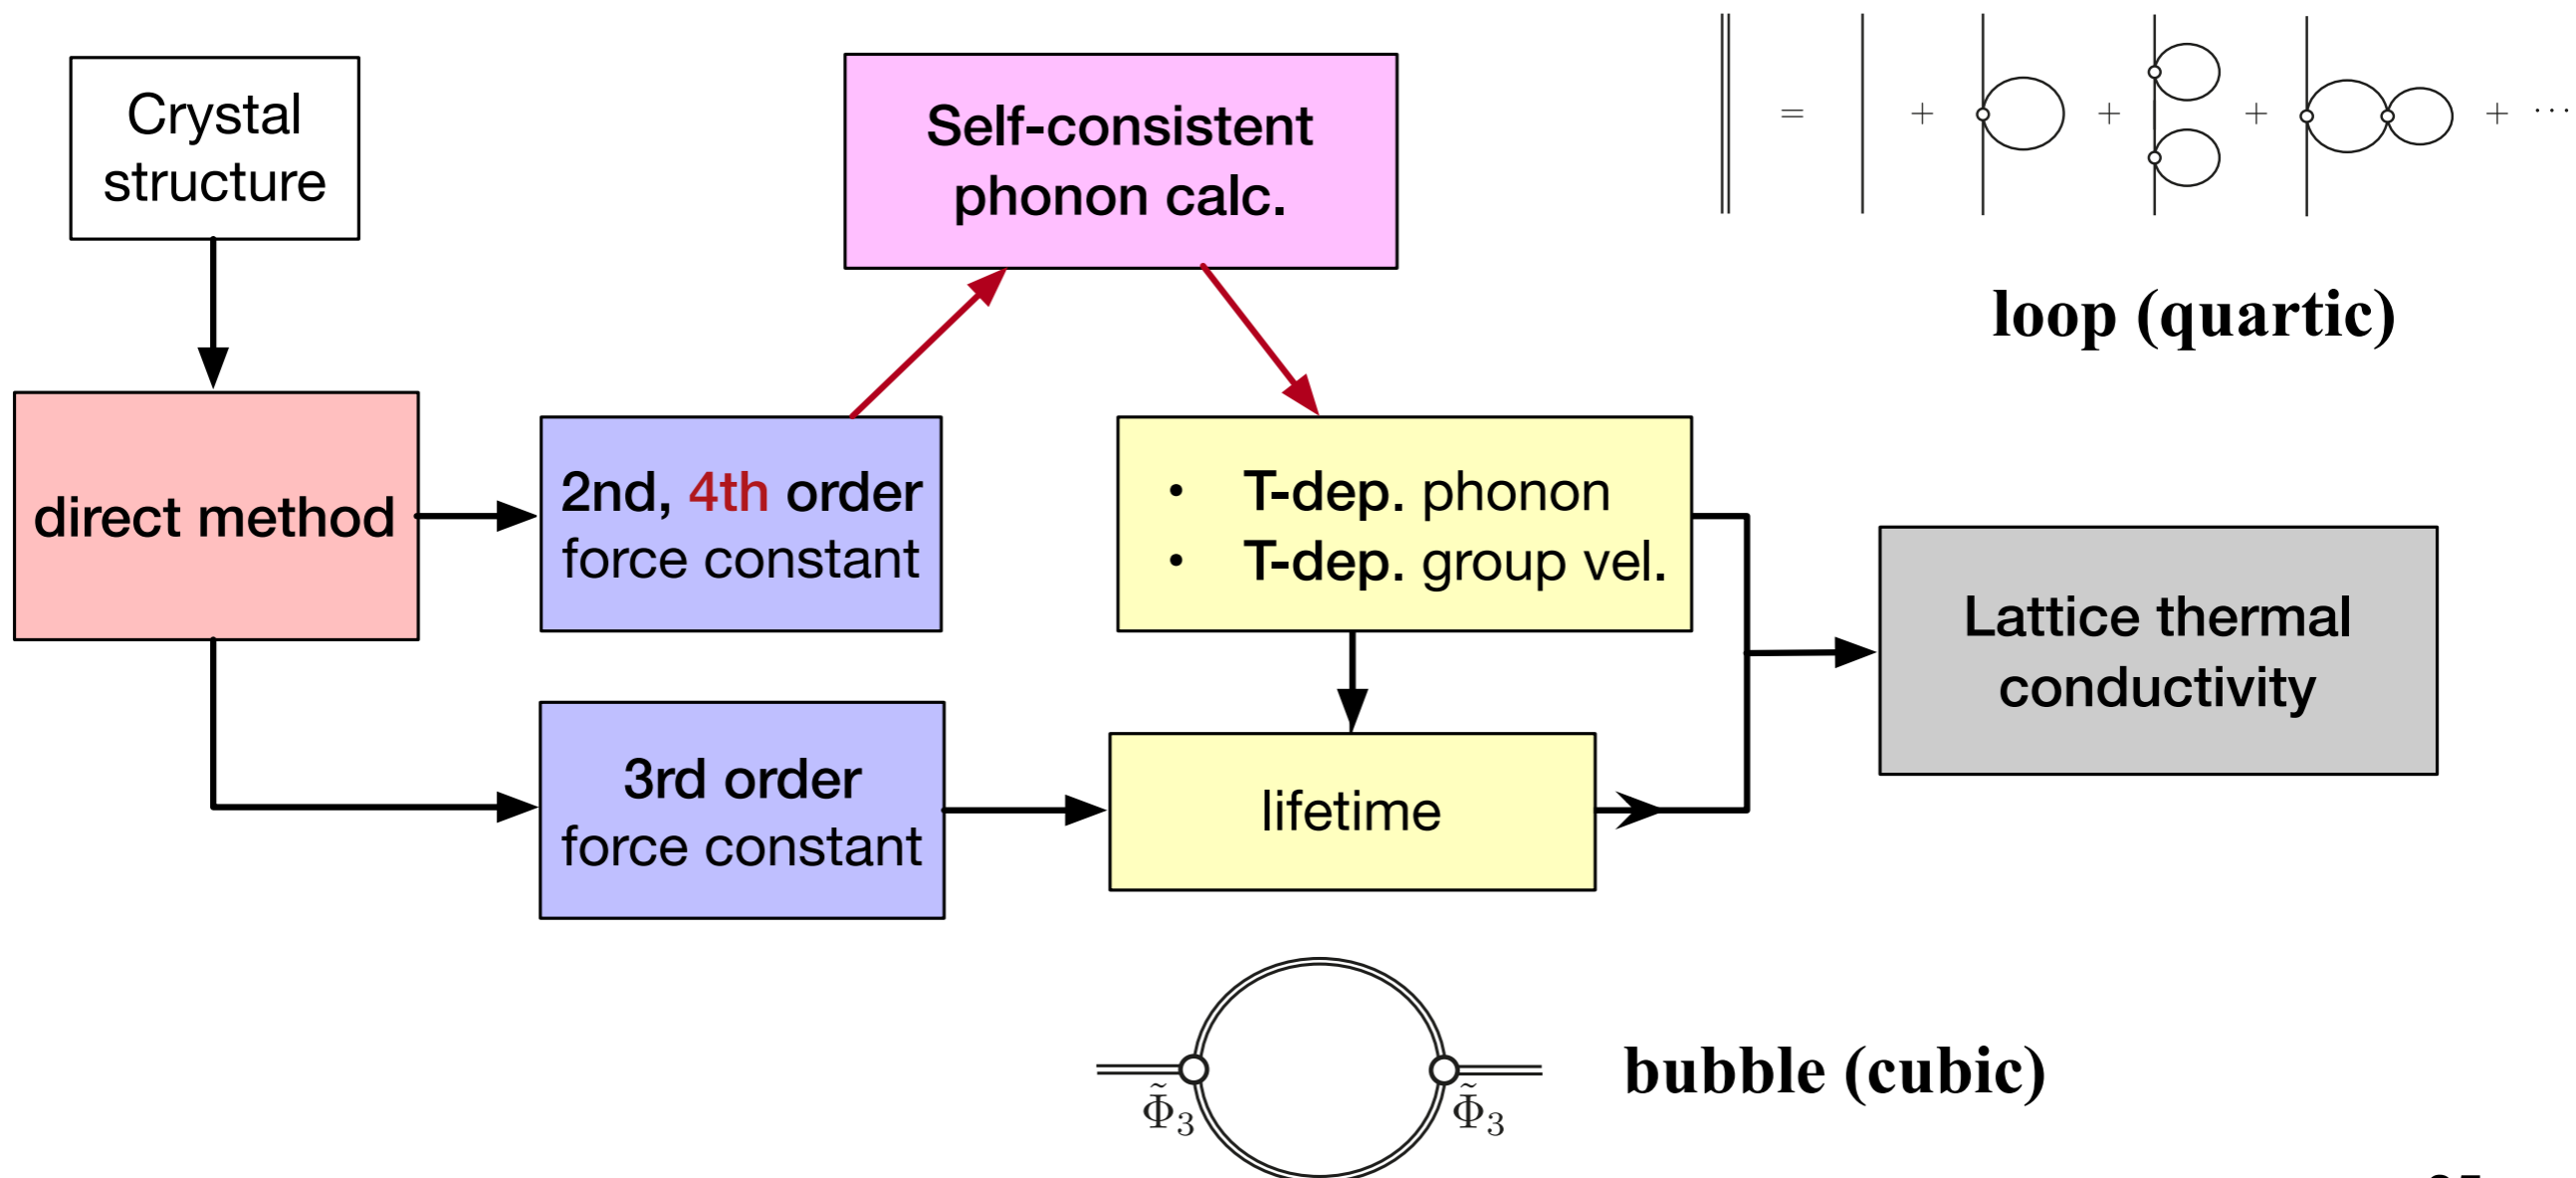 Crystal
structure
Self-consistent
phonon calc.
= + + + + ...
loop (quartic)
direct method
2nd, 4th order
force constant
• T-dep. phonon
• T-dep. group vel.
Lattice thermal
conductivity
3rd order
force constant
lifetime
Φ̃₃ Φ̃₃
bubble (cubic)